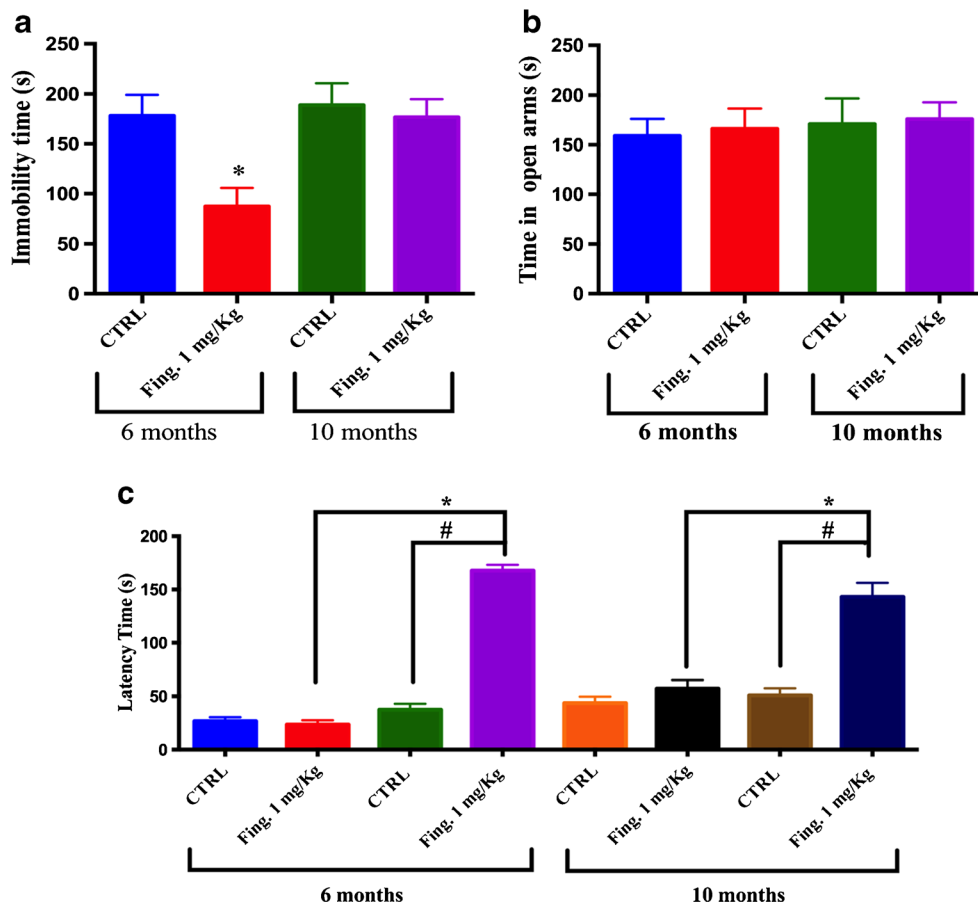 a
Immobility time (s)
250
200
150
100
50
0
*
CTRL
Fing. 1 mg/Kg
CTRL
Fing. 1 mg/Kg
6 months
10 months
b
Time in open arms (s)
250
200
150
100
50
0
CTRL
Fing. 1 mg/Kg
CTRL
Fing. 1 mg/Kg
6 months
10 months
c
Latency Time (s)
200
150
100
50
0
*
#
*
#
CTRL
Fing. 1 mg/Kg
CTRL
Fing. 1 mg/Kg
CTRL
Fing. 1 mg/Kg
CTRL
Fing. 1 mg/Kg
6 months
10 months